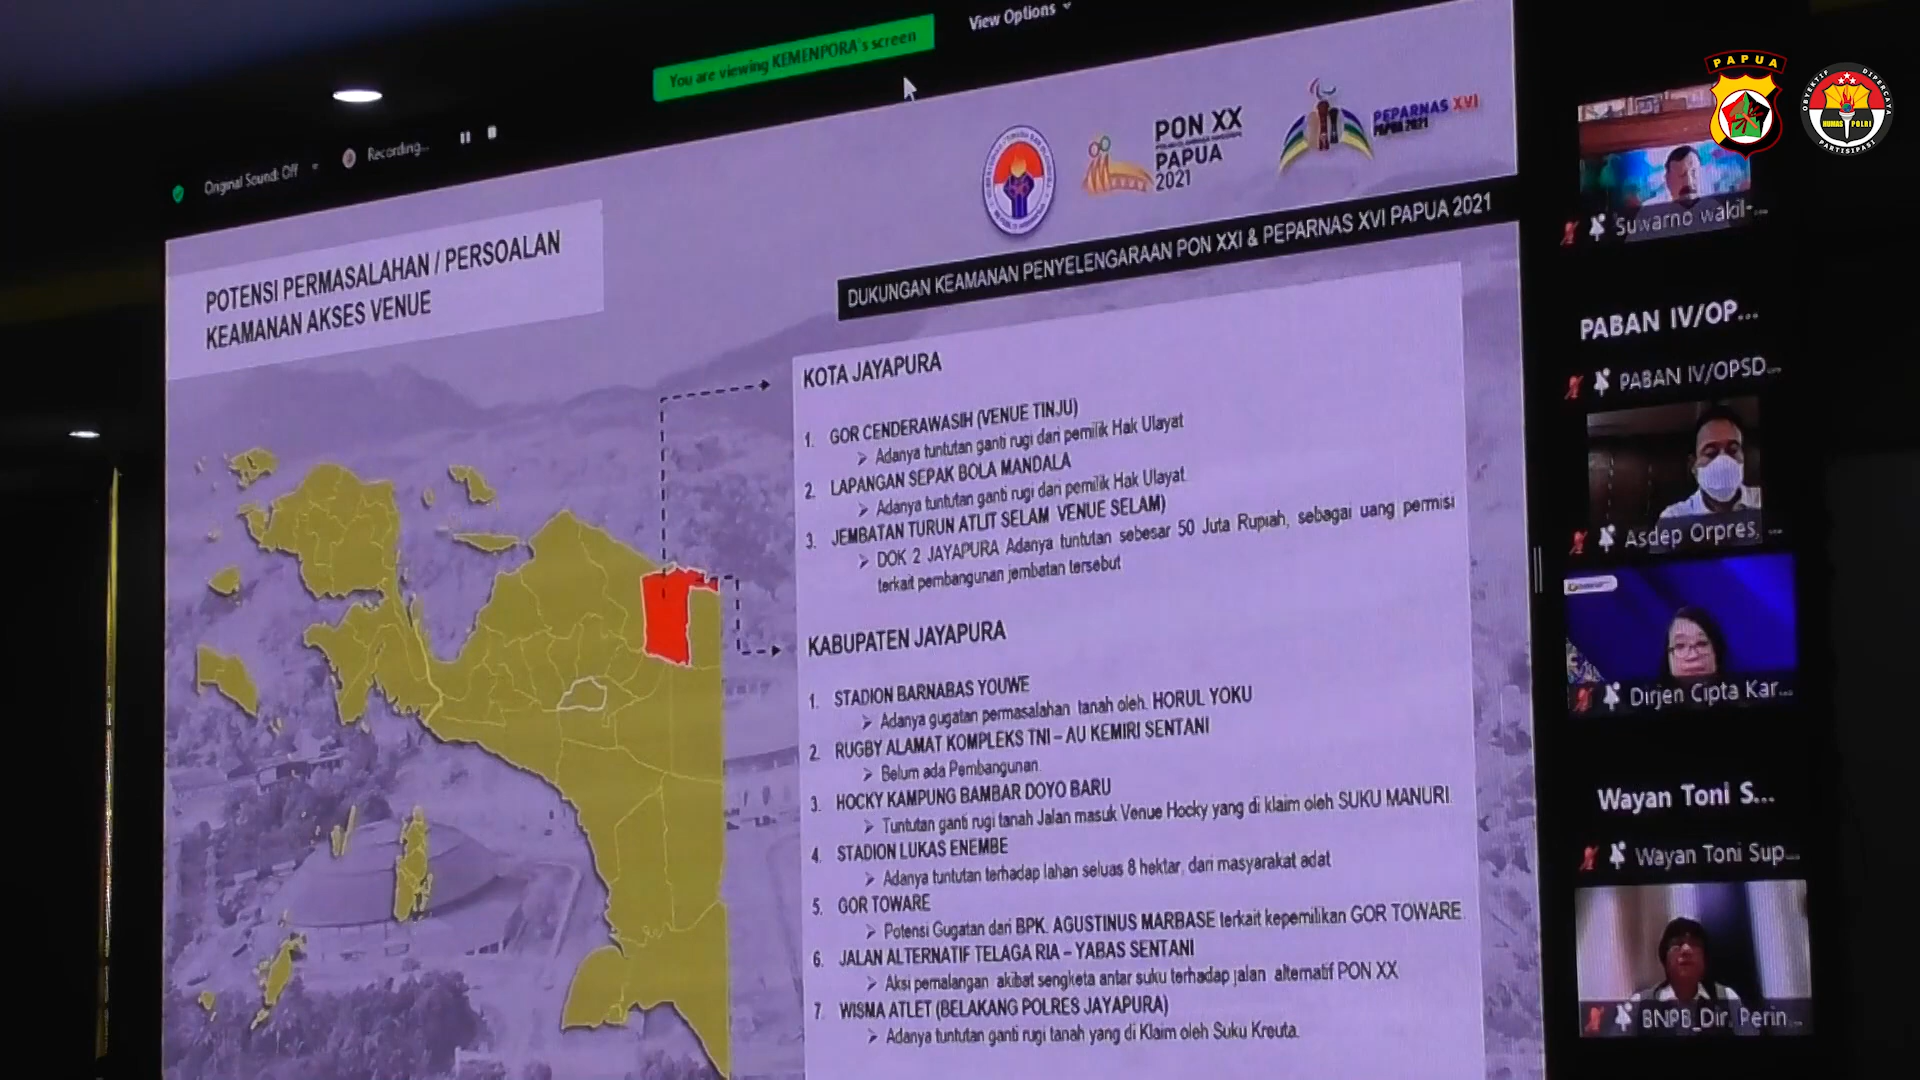 You are viewing KEMENPORA's screen
View Options
Original Sound: Off
Recording...
PON XX
PAPUA
2021
PEPARNAS XVI
PAPUA 2021
POTENSI PERMASALAHAN / PERSOALAN
KEAMANAN AKSES VENUE
DUKUNGAN KEAMANAN PENYELENGARAAN PON XXI & PEPARNAS XVI PAPUA 2021
KOTA JAYAPURA
1. GOR CENDERAWASIH (VENUE TINJU)
Adanya tuntutan ganti rugi dari pemilik Hak Ulayat
2. LAPANGAN SEPAK BOLA MANDALA
Adanya tuntutan ganti rugi dari pemilik Hak Ulayat.
3. JEMBATAN TURUN ATLIT SELAM VENUE SELAM)
DOK 2 JAYAPURA Adanya tuntutan sebesar 50 Juta Rupiah, sebagai uang permisi
terkait pembangunan jembatan tersebut
KABUPATEN JAYAPURA
1. STADION BARNABAS YOUWE
Adanya gugatan permasalahan tanah oleh. HORUL YOKU
2. RUGBY ALAMAT KOMPLEKS TNI – AU KEMIRI SENTANI
Belum ada Pembangunan.
3. HOCKY KAMPUNG BAMBAR DOYO BARU
Tuntutan ganti rugi tanah Jalan masuk Venue Hocky yang di klaim oleh SUKU MANURI.
4. STADION LUKAS ENEMBE
Adanya tuntutan terhadap lahan seluas 8 hektar, dari masyarakat adat
5. GOR TOWARE
Potensi Gugatan dari BPK. AGUSTINUS MARBASE terkait kepemilikan GOR TOWARE.
6. JALAN ALTERNATIF TELAGA RIA – YABAS SENTANI
Aksi pemalangan akibat sengketa antar suku terhadap jalan alternatif PON XX
7. WISMA ATLET (BELAKANG POLRES JAYAPURA)
Adanya tuntutan ganti rugi tanah yang di Klaim oleh Suku Kreuta.
PAPUA
OBYEKTIF DIPERCAYA
HUMAS POLRI
PARTISIPASI
Suwarno wakil-...
PABAN IV/OP...
PABAN IV/OPSD...
Asdep Orpres, ...
Dirjen Cipta Kar...
Wayan Toni S...
Wayan Toni Sup...
BNPB_Dir. Perin...